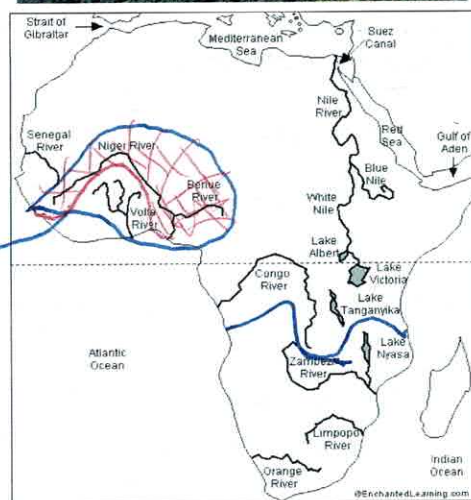 Strait of
Gibraltar
Mediterranean
Sea
Suez
Canal
Nile
River
Red
Sea
Gulf of
Aden
Senegal
River
Niger River
Benue
River
Volta
River
Blue
Nile
White
Nile
Lake
Albert
Lake
Victoria
Congo
River
Lake
Tanganyika
Lake
Nyasa
Zambezi
River
Atlantic
Ocean
Limpopo
River
Orange
River
Indian
Ocean
©EnchantedLearning.com